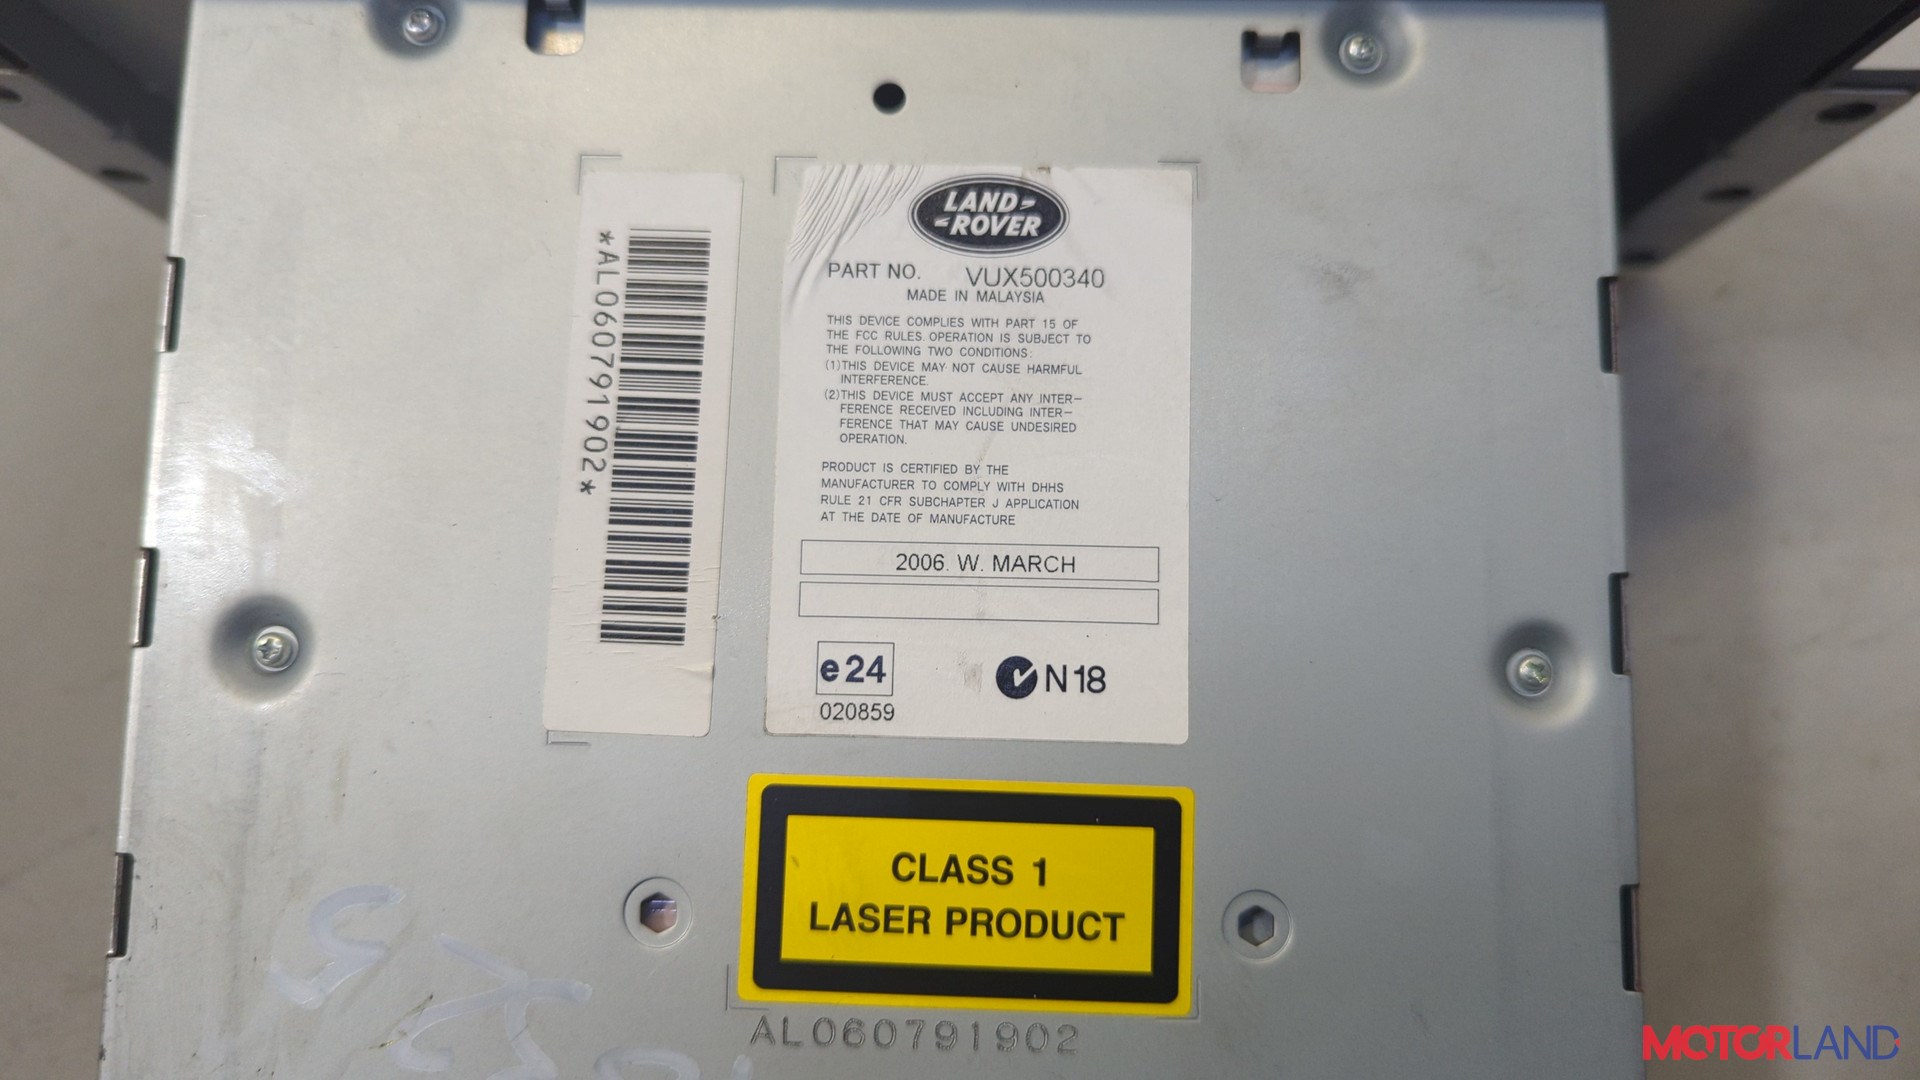 LAND-
-ROVER
PART NO. VUX500340
MADE IN MALAYSIA
THIS DEVICE COMPLIES WITH PART 15 OF
THE FCC RULES. OPERATION IS SUBJECT TO
THE FOLLOWING TWO CONDITIONS:
(1)THIS DEVICE MAY NOT CAUSE HARMFUL
INTERFERENCE.
(2)THIS DEVICE MUST ACCEPT ANY INTER-
FERENCE RECEIVED INCLUDING INTER-
FERENCE THAT MAY CAUSE UNDESIRED
OPERATION.
PRODUCT IS CERTIFIED BY THE
MANUFACTURER TO COMPLY WITH DHHS
RULE 21 CFR SUBCHAPTER J APPLICATION
AT THE DATE OF MANUFACTURE
2006. W. MARCH
e24
020859
N18
*AL060791902*
CLASS 1
LASER PRODUCT
AL060791902
MOTORLAND